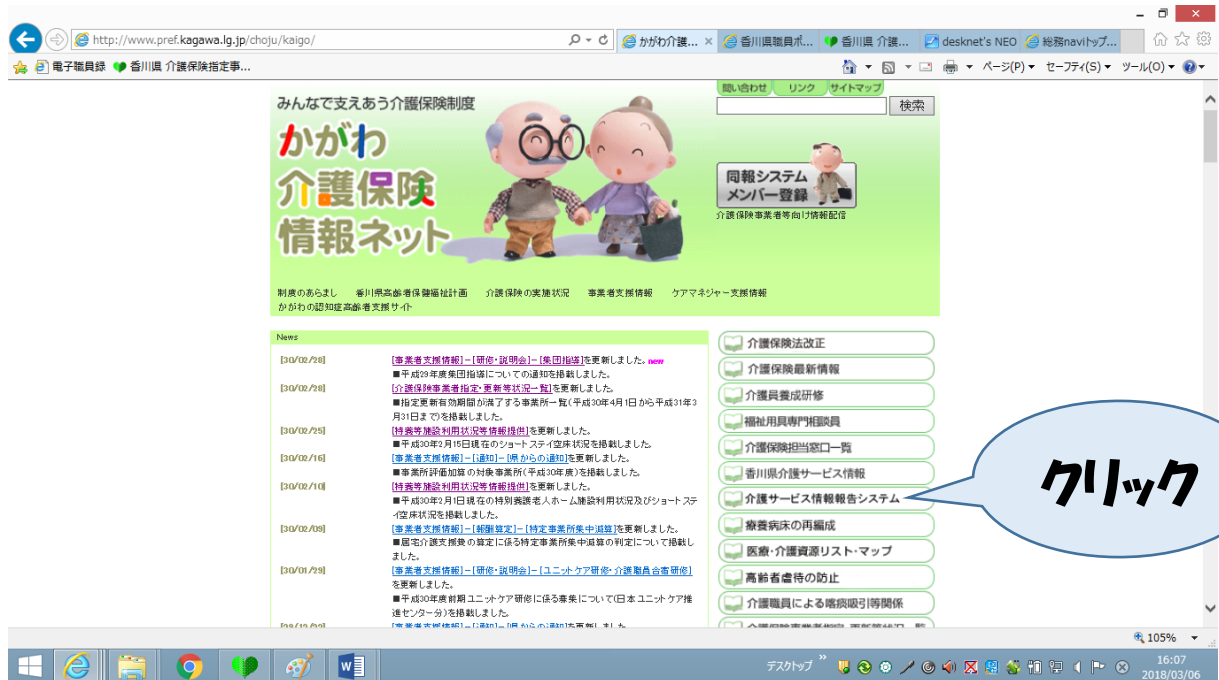 http://www.pref.kagawa.lg.jp/choju/kaigo/
かがわ介護...
香川県職員ポ...
香川県 介護...
desknet's NEO
総務naviトップ...
電子職員録
香川県 介護保険指定事...
ページ(P)
セーフティ(S)
ツール(O)
問い合わせ
リンク
サイトマップ
検索
みんなで支えあう介護保険制度
かがわ
介護保険
情報ネット
同報システム
メンバー登録
介護保険事業者等向け情報配信
制度のあらまし 香川県高齢者保健福祉計画 介護保険の実施状況 事業者支援情報 ケアマネジャー支援情報
かがわの認知症高齢者支援サイト
News
[30/02/28] [事業者支援情報]-[研修・説明会]-[集団指導]を更新しました。new
■平成29年度集団指導についての通知を掲載しました。
[30/02/28] [介護保険事業者指定・更新等状況一覧]を更新しました。
■指定更新有効期間が満了する事業所一覧(平成30年4月1日から平成31年3
月31日まで)を掲載しました。
[30/02/25] [特養等施設利用状況等情報提供]を更新しました。
■平成30年2月15日現在のショートステイ空床状況を掲載しました。
[30/02/16] [事業者支援情報]-[通知]-[県からの通知]を更新しました。
■事業所評価加算の対象事業所(平成30年度)を掲載しました。
[30/02/10] [特養等施設利用状況等情報提供]を更新しました。
■平成30年2月1日現在の特別養護老人ホーム施設利用状況及びショートステ
イ空床状況を掲載しました。
[30/02/09] [事業者支援情報]-[報酬算定]-[特定事業所集中減算]を更新しました。
■居宅介護支援費の算定に係る特定事業所集中減算の判定について掲載し
ました。
[30/01/29] [事業者支援情報]-[研修・説明会]-[ユニットケア研修・介護職員合宿研修]
を更新しました。
■平成30年度前期ユニットケア研修に係る募集について(日本ユニットケア推
進センター分)を掲載しました。
介護保険法改正
介護保険最新情報
介護員養成研修
福祉用具専門相談員
介護保険担当窓口一覧
香川県介護サービス情報
介護サービス情報報告システム
療養病床の再編成
医療・介護資源リスト・マップ
高齢者虐待の防止
介護職員による喀痰吸引等関係
クリック
105%
デスクトップ
16:07
2018/03/06